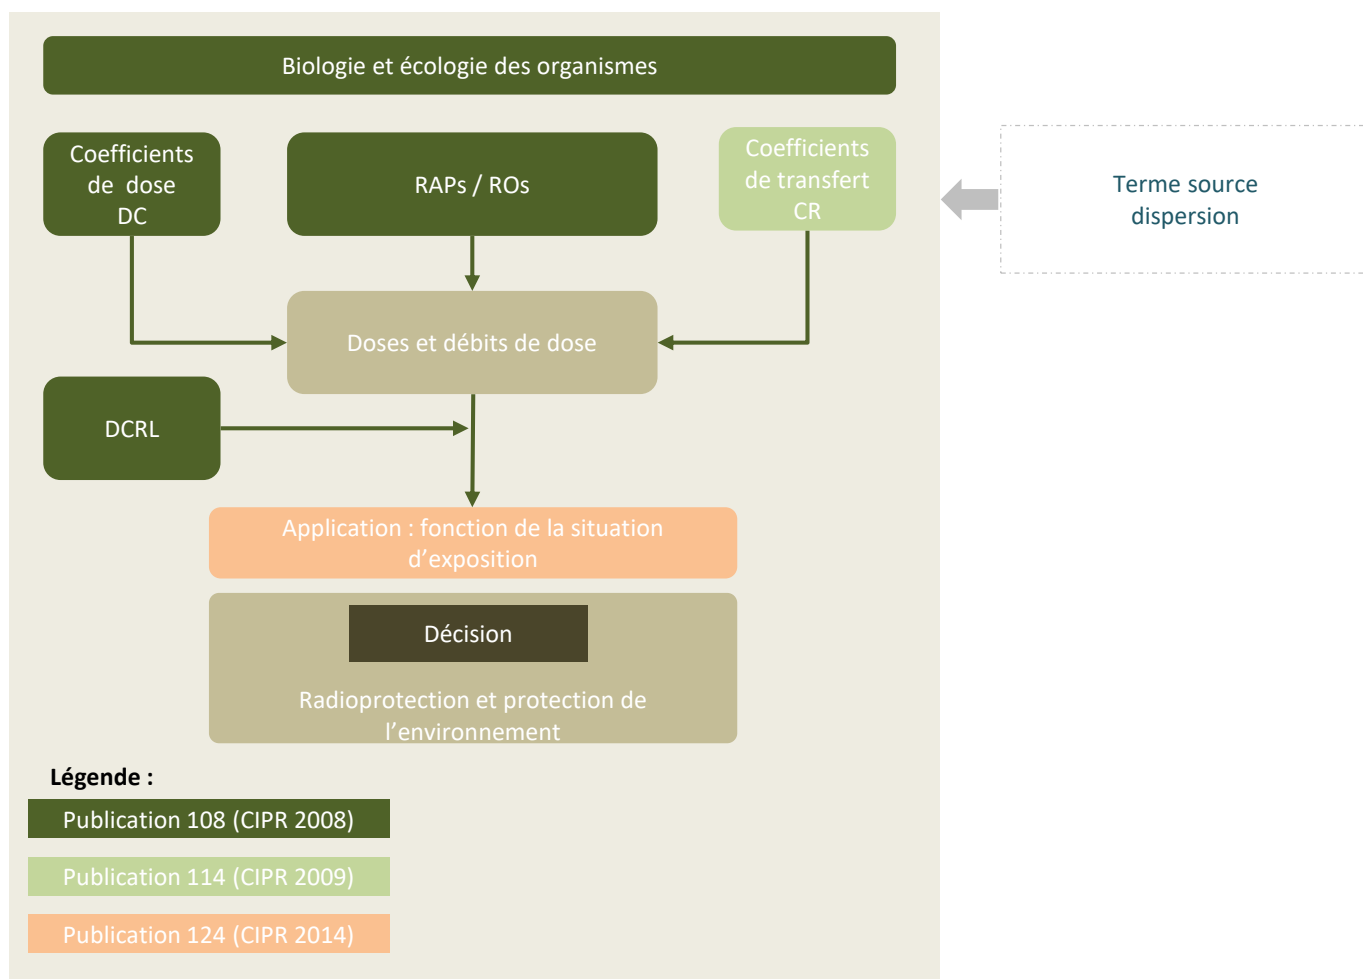 Biologie et écologie des organismes
Coefficients
de dose
DC
RAPs / ROs
Coefficients
de transfert
CR
Terme source
dispersion
Doses et débits de dose
DCRL
Application : fonction de la situation
d’exposition
Décision
Radioprotection et protection de
l’environnement
Légende :
Publication 108 (CIPR 2008)
Publication 114 (CIPR 2009)
Publication 124 (CIPR 2014)